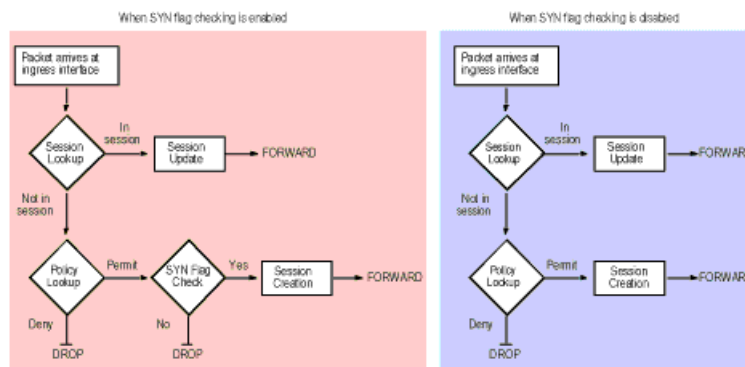 When SYN flag checking is enabled
Packet arrives at
ingress interface
In
session
Session
Lookup
Session
Update
FORWARD
Not in
session
Policy
Lookup
Permit
SYN Flag
Check
Yes
Session
Creation
FORWARD
Deny
No
DROP
DROP
When SYN flag checking is disabled
Packet arrives at
ingress interface
In
session
Session
Lookup
Session
Update
FORWAR
Not in
session
Policy
Lookup
Permit
Session
Creation
FORWAR
Deny
DROP